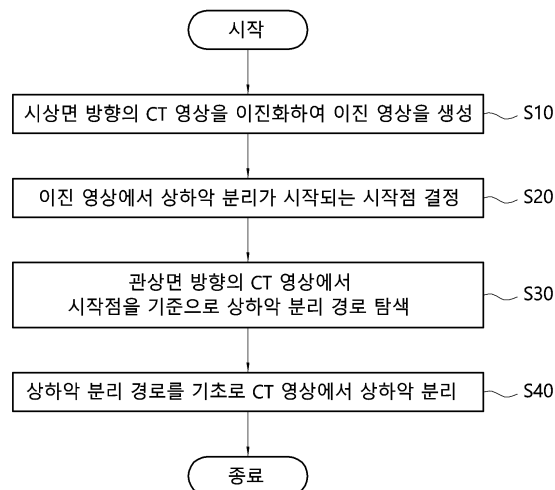 시작
시상면 방향의 CT 영상을 이진화하여 이진 영상을 생성 S10
이진 영상에서 상하악 분리가 시작되는 시작점 결정 S20
관상면 방향의 CT 영상에서
시작점을 기준으로 상하악 분리 경로 탐색 S30
상하악 분리 경로를 기초로 CT 영상에서 상하악 분리 S40
종료